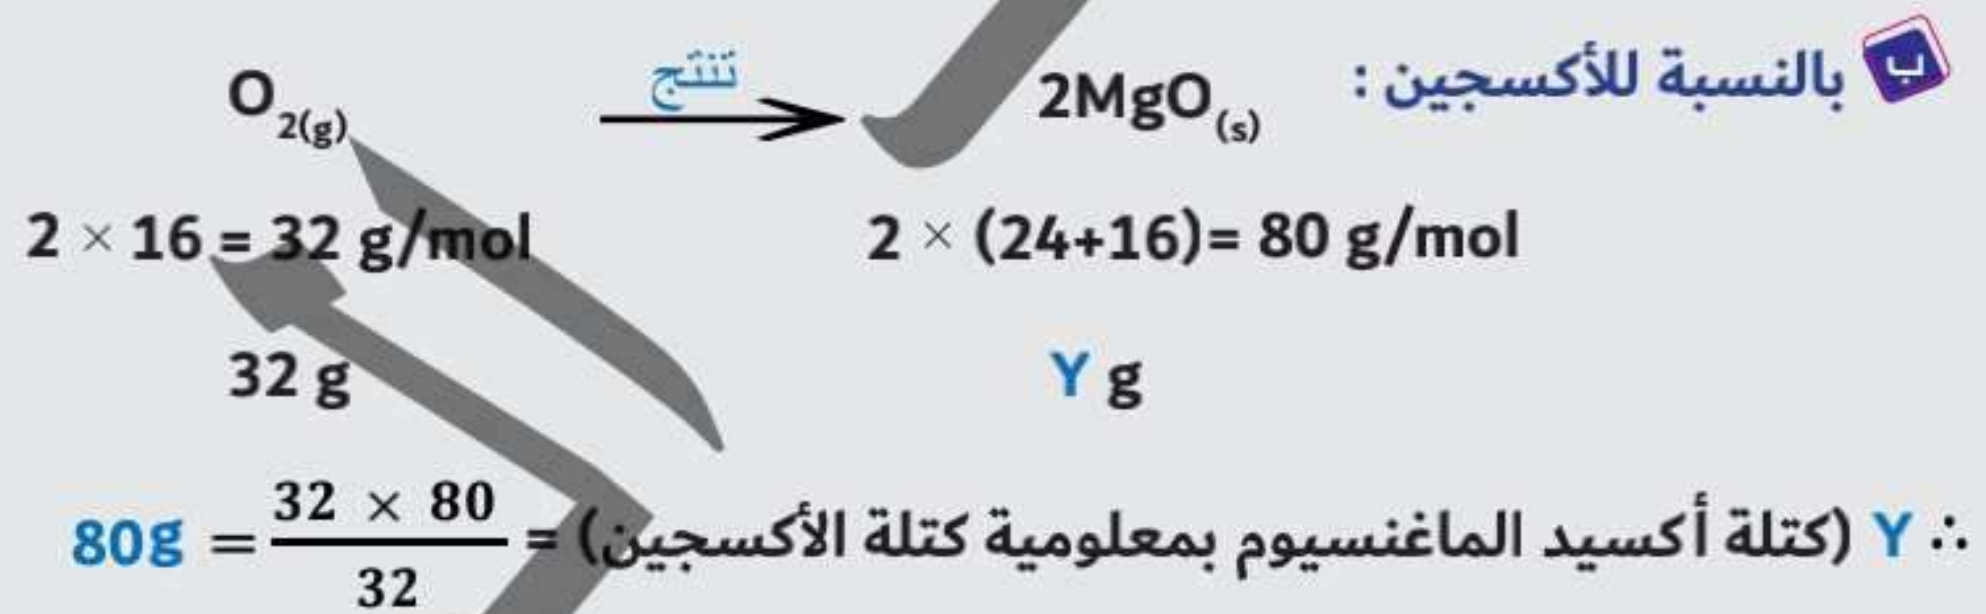 ب بالنسبة للأكسجين :
O2(g) تنتج 2MgO(s)
2 × 16 = 32 g/mol 2 × (24+16)= 80 g/mol
32 g Y g
∴ Y (كتلة أكسيد الماغنسيوم بمعلومية كتلة الأكسجين) = 32 × 80 / 32 = 80g